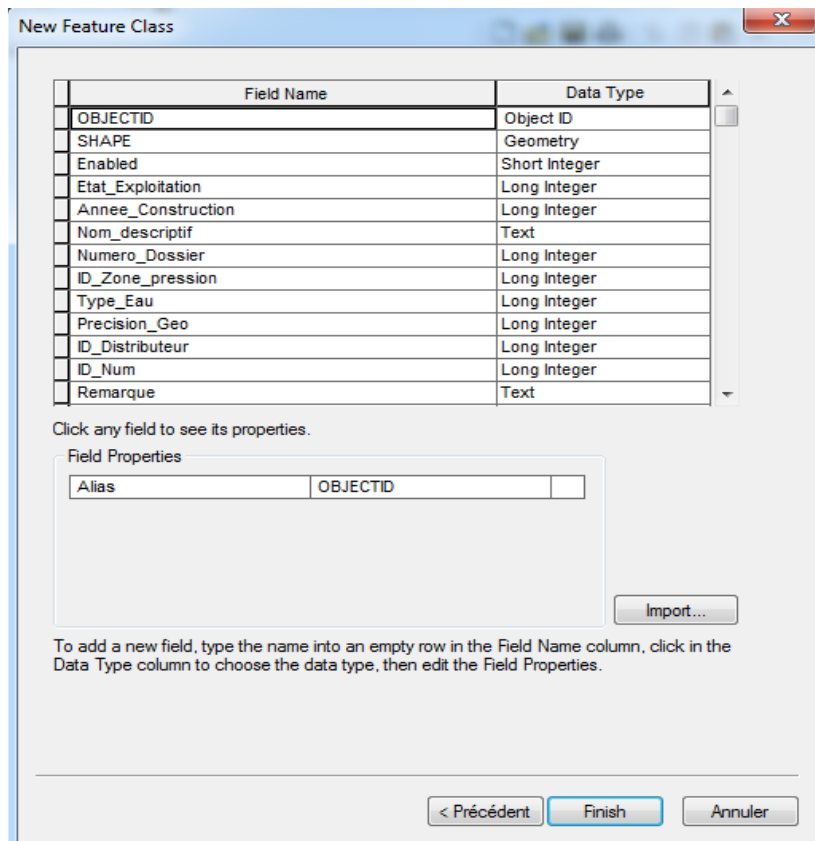 New Feature Class
Field Name Data Type
OBJECTID Object ID
SHAPE Geometry
Enabled Short Integer
Etat_Exploitation Long Integer
Annee_Construction Long Integer
Nom_descriptif Text
Numero_Dossier Long Integer
ID_Zone_pression Long Integer
Type_Eau Long Integer
Precision_Geo Long Integer
ID_Distributeur Long Integer
ID_Num Long Integer
Remarque Text
Click any field to see its properties.
Field Properties
Alias OBJECTID
Import...
To add a new field, type the name into an empty row in the Field Name column, click in the
Data Type column to choose the data type, then edit the Field Properties.
< Précédent Finish Annuler